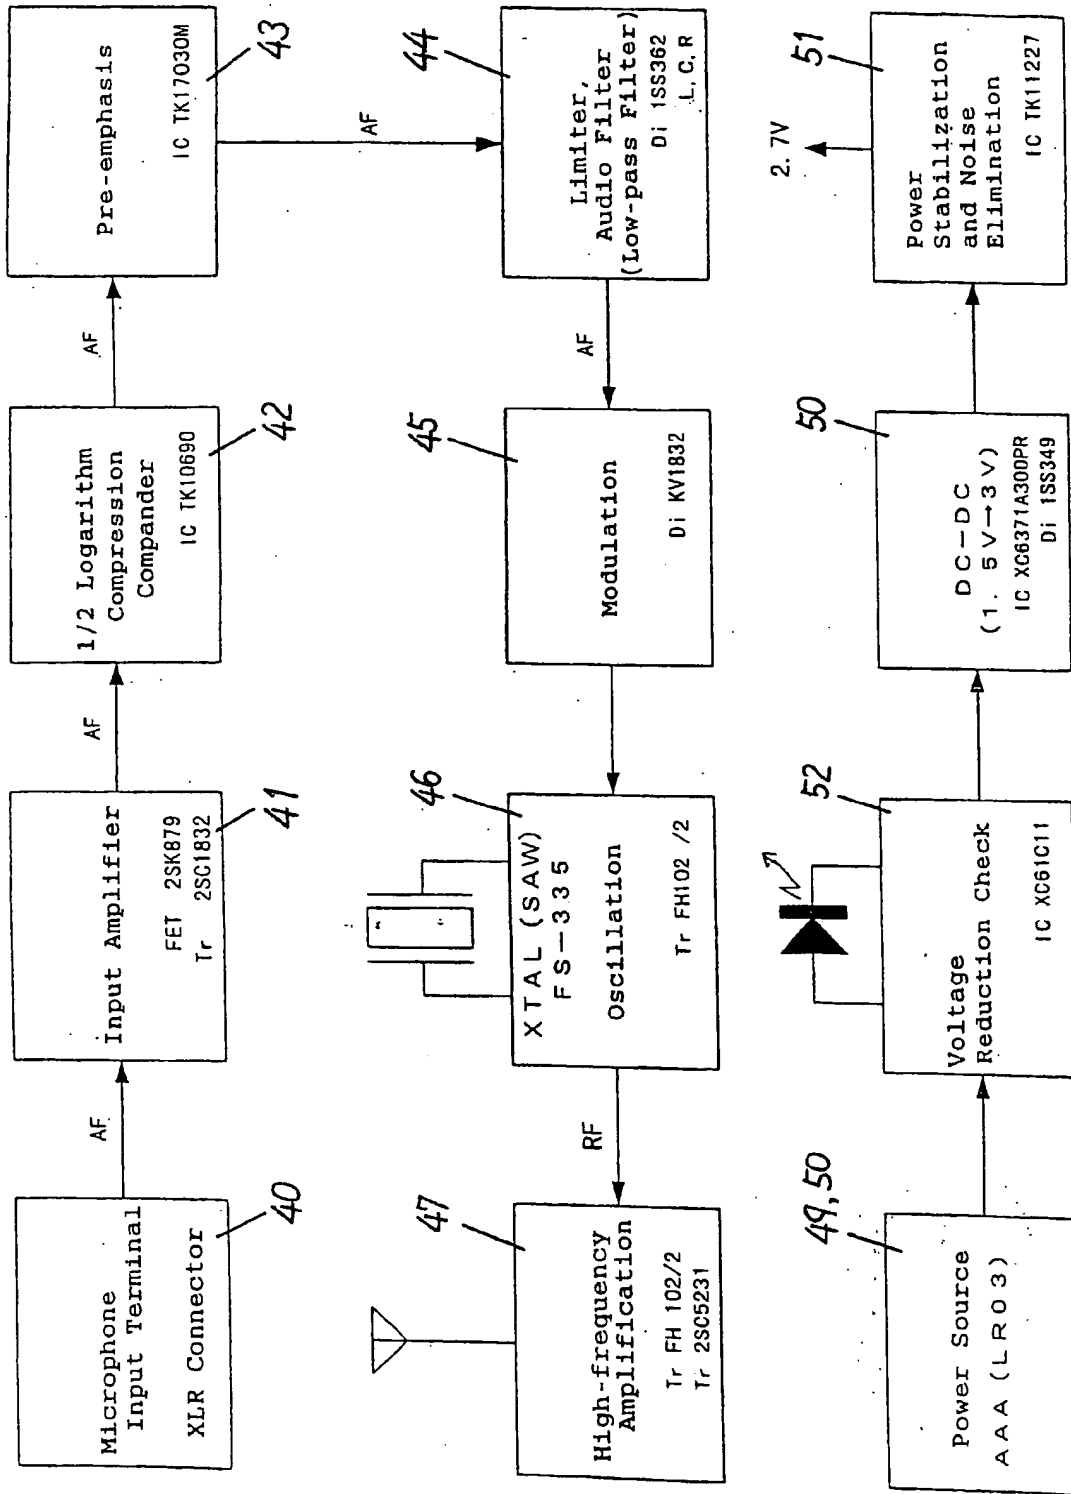 Microphone
Input Terminal
XLR Connector
40
AF
Input Amplifier
FET 2SK879
Tr 2SC1832
41
AF
1/2 Logarithm
Compression
Compander
IC TK10690
42
AF
Pre-emphasis
IC TK17030M
43
AF
Limiter,
Audio Filter
(Low-pass Filter)
Di 1SS362
L, C, R
44
AF
Modulation
Di KV1832
45
XTAL (SAW)
FS-335
Oscillation
Tr FH102 /2
46
RF
High-frequency
Amplification
Tr FH 102/2
Tr 2SC5231
47
Power Source
AAA (LR03)
49, 50
Voltage
Reduction Check
IC XC61C11
52
DC-DC
(1.5V→3V)
IC XC6371A300PR
Di 1SS349
50
Power
Stabilization
and Noise
Elimination
IC TK11227
51
2.7V